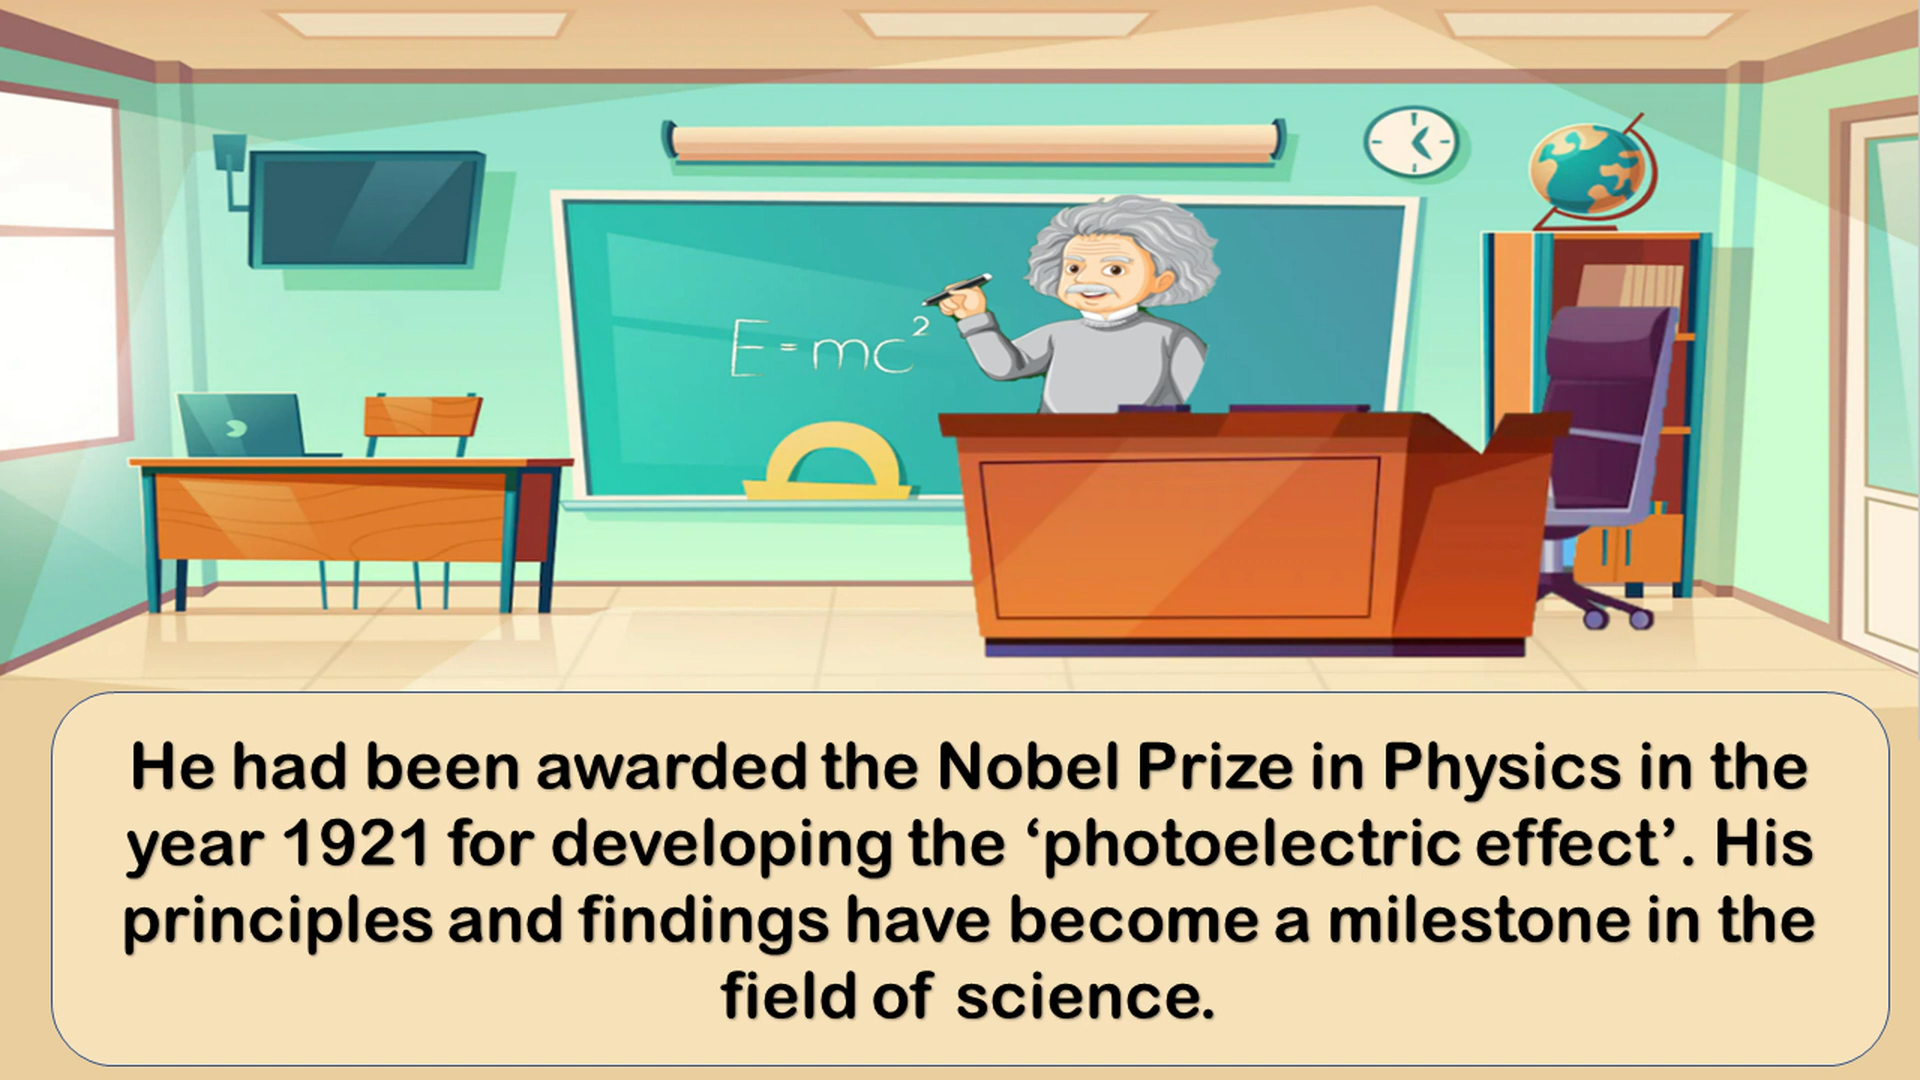 E=mc²
He had been awarded the Nobel Prize in Physics in the
year 1921 for developing the ‘photoelectric effect’. His
principles and findings have become a milestone in the
field of science.